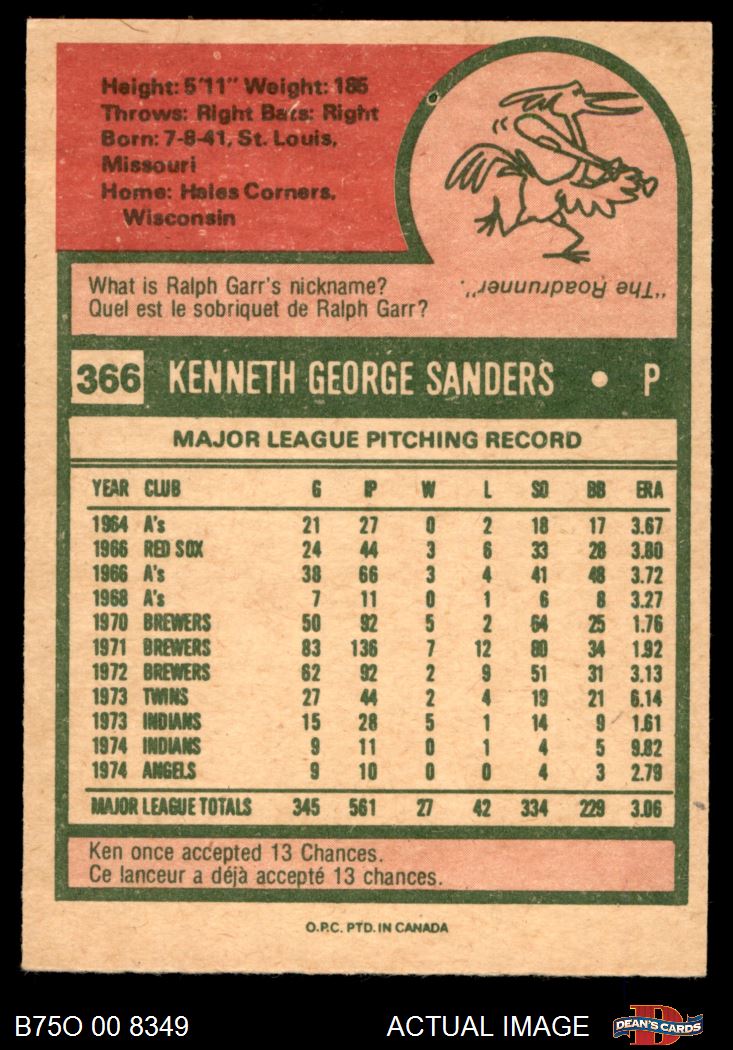 Height: 5'11" Weight: 185
Throws: Right Bats: Right
Born: 7-8-41, St. Louis,
Missouri
Home: Hales Corners,
Wisconsin
What is Ralph Garr's nickname?
Quel est le sobriquet de Ralph Garr?
"The Roadrunner".
366 KENNETH GEORGE SANDERS • P
MAJOR LEAGUE PITCHING RECORD
YEAR CLUB G IP W L SO BB ERA
1964 A's 21 27 0 2 18 17 3.67
1966 RED SOX 24 44 3 6 33 28 3.80
1966 A's 38 66 3 4 41 48 3.72
1968 A's 7 11 0 1 6 8 3.27
1970 BREWERS 50 92 5 2 64 25 1.76
1971 BREWERS 83 136 7 12 80 34 1.92
1972 BREWERS 62 92 2 9 51 31 3.13
1973 TWINS 27 44 2 4 19 21 6.14
1973 INDIANS 15 28 5 1 14 9 1.61
1974 INDIANS 9 11 0 1 4 5 9.82
1974 ANGELS 9 10 0 0 4 3 2.79
MAJOR LEAGUE TOTALS 345 561 27 42 334 229 3.06
Ken once accepted 13 Chances.
Ce lanceur a déjà accepté 13 chances.
O.P.C. PTD. IN CANADA
B75O 00 8349 ACTUAL IMAGE DEAN'S CARDS